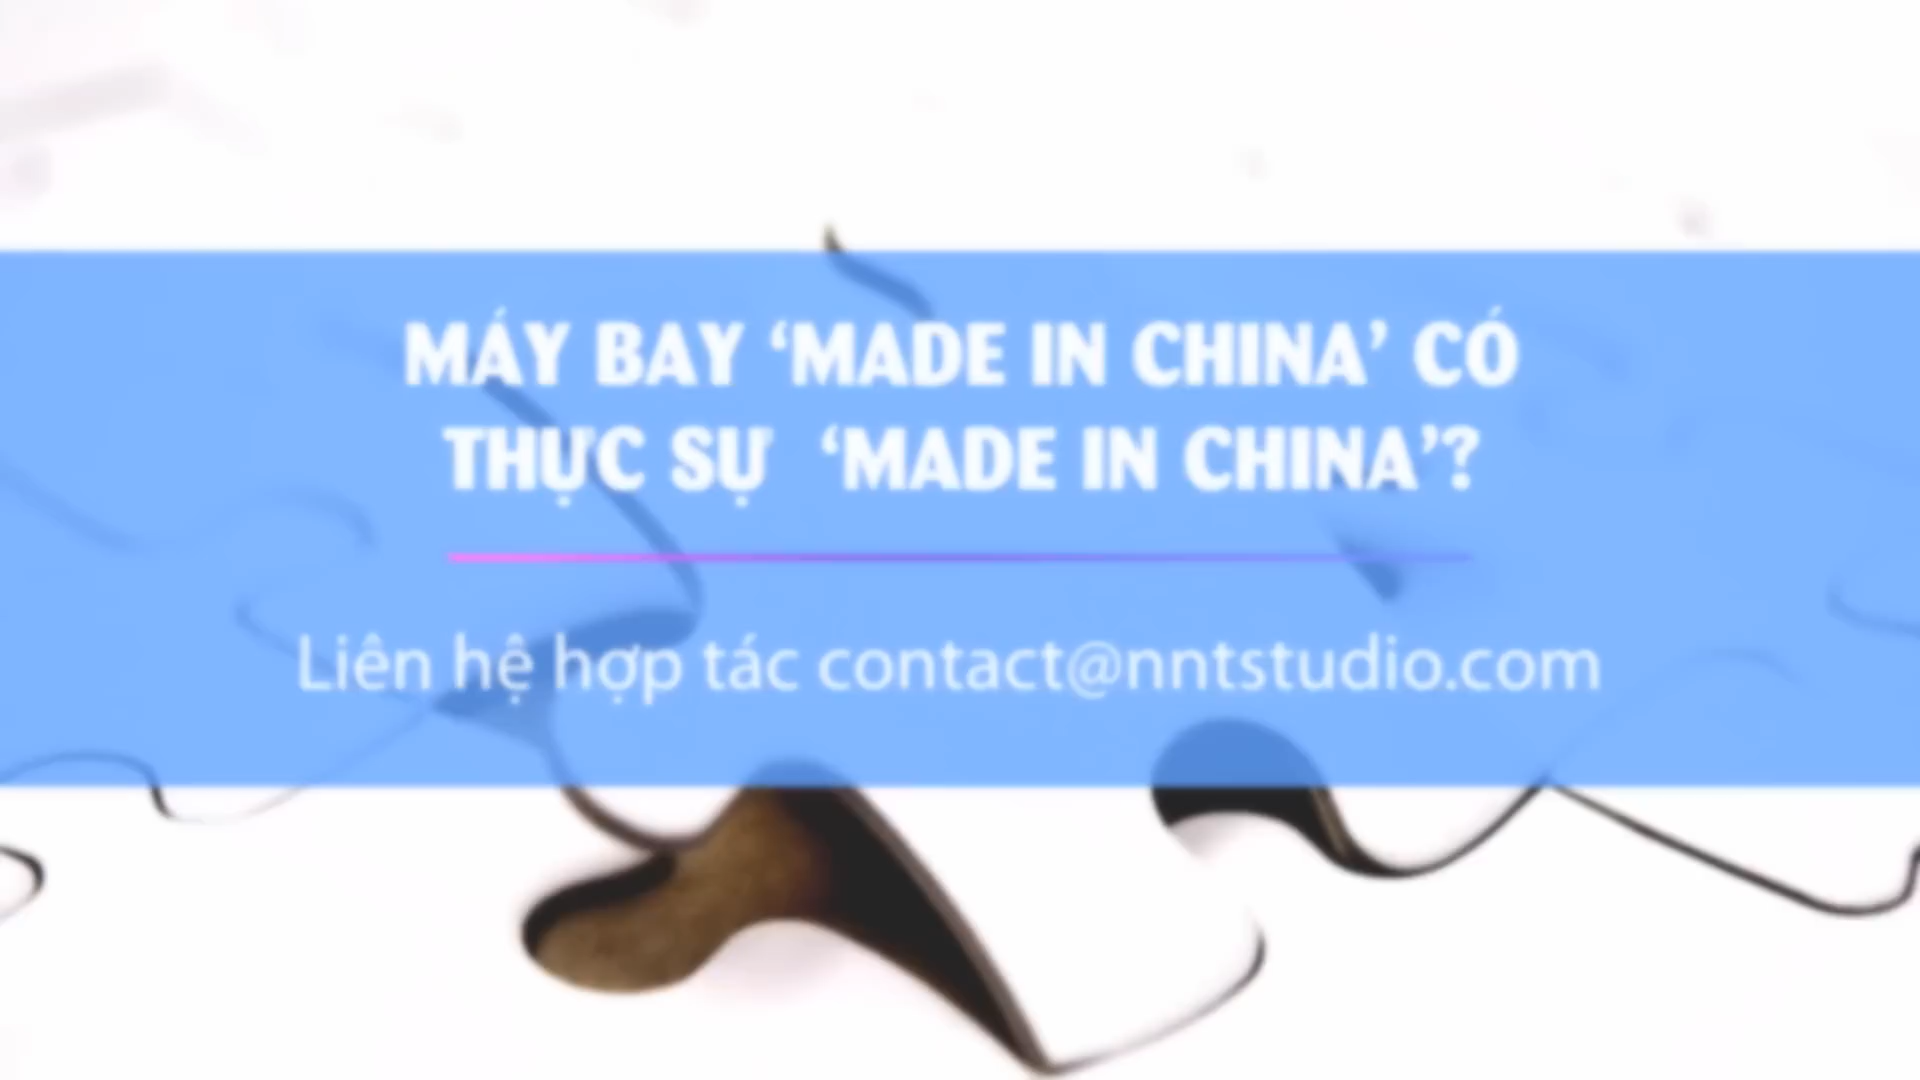 MÁY BAY ‘MADE IN CHINA’ CÓ
THỰC SỰ ‘MADE IN CHINA’?
Liên hệ hợp tác contact@nntstudio.com